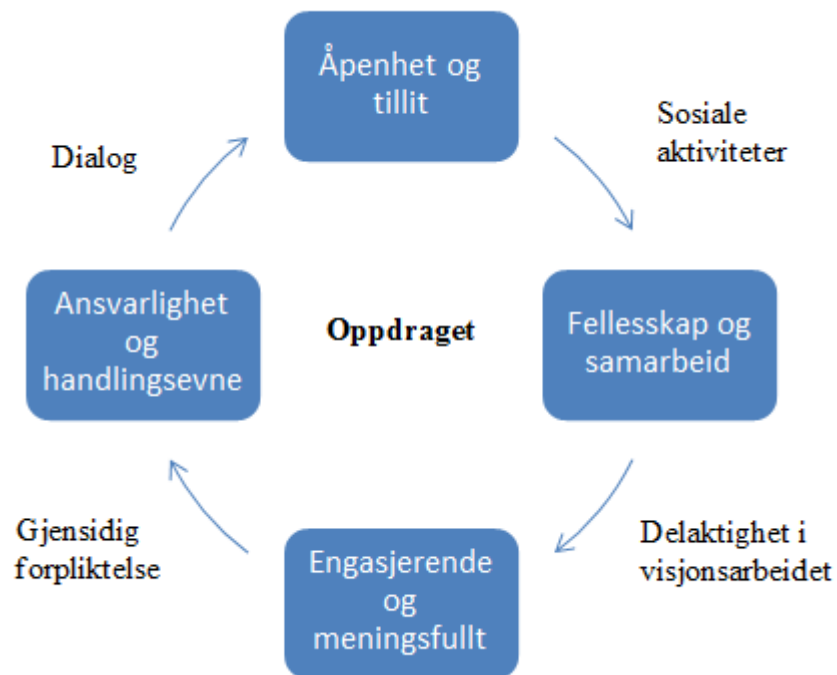 Åpenhet og
tillit
Sosiale
aktiviteter
Dialog
Ansvarlighet
og
handlingsevne
Oppdraget
Fellesskap og
samarbeid
Gjensidig
forpliktelse
Engasjerende
og
meningsfullt
Delaktighet i
visjonsarbeidet